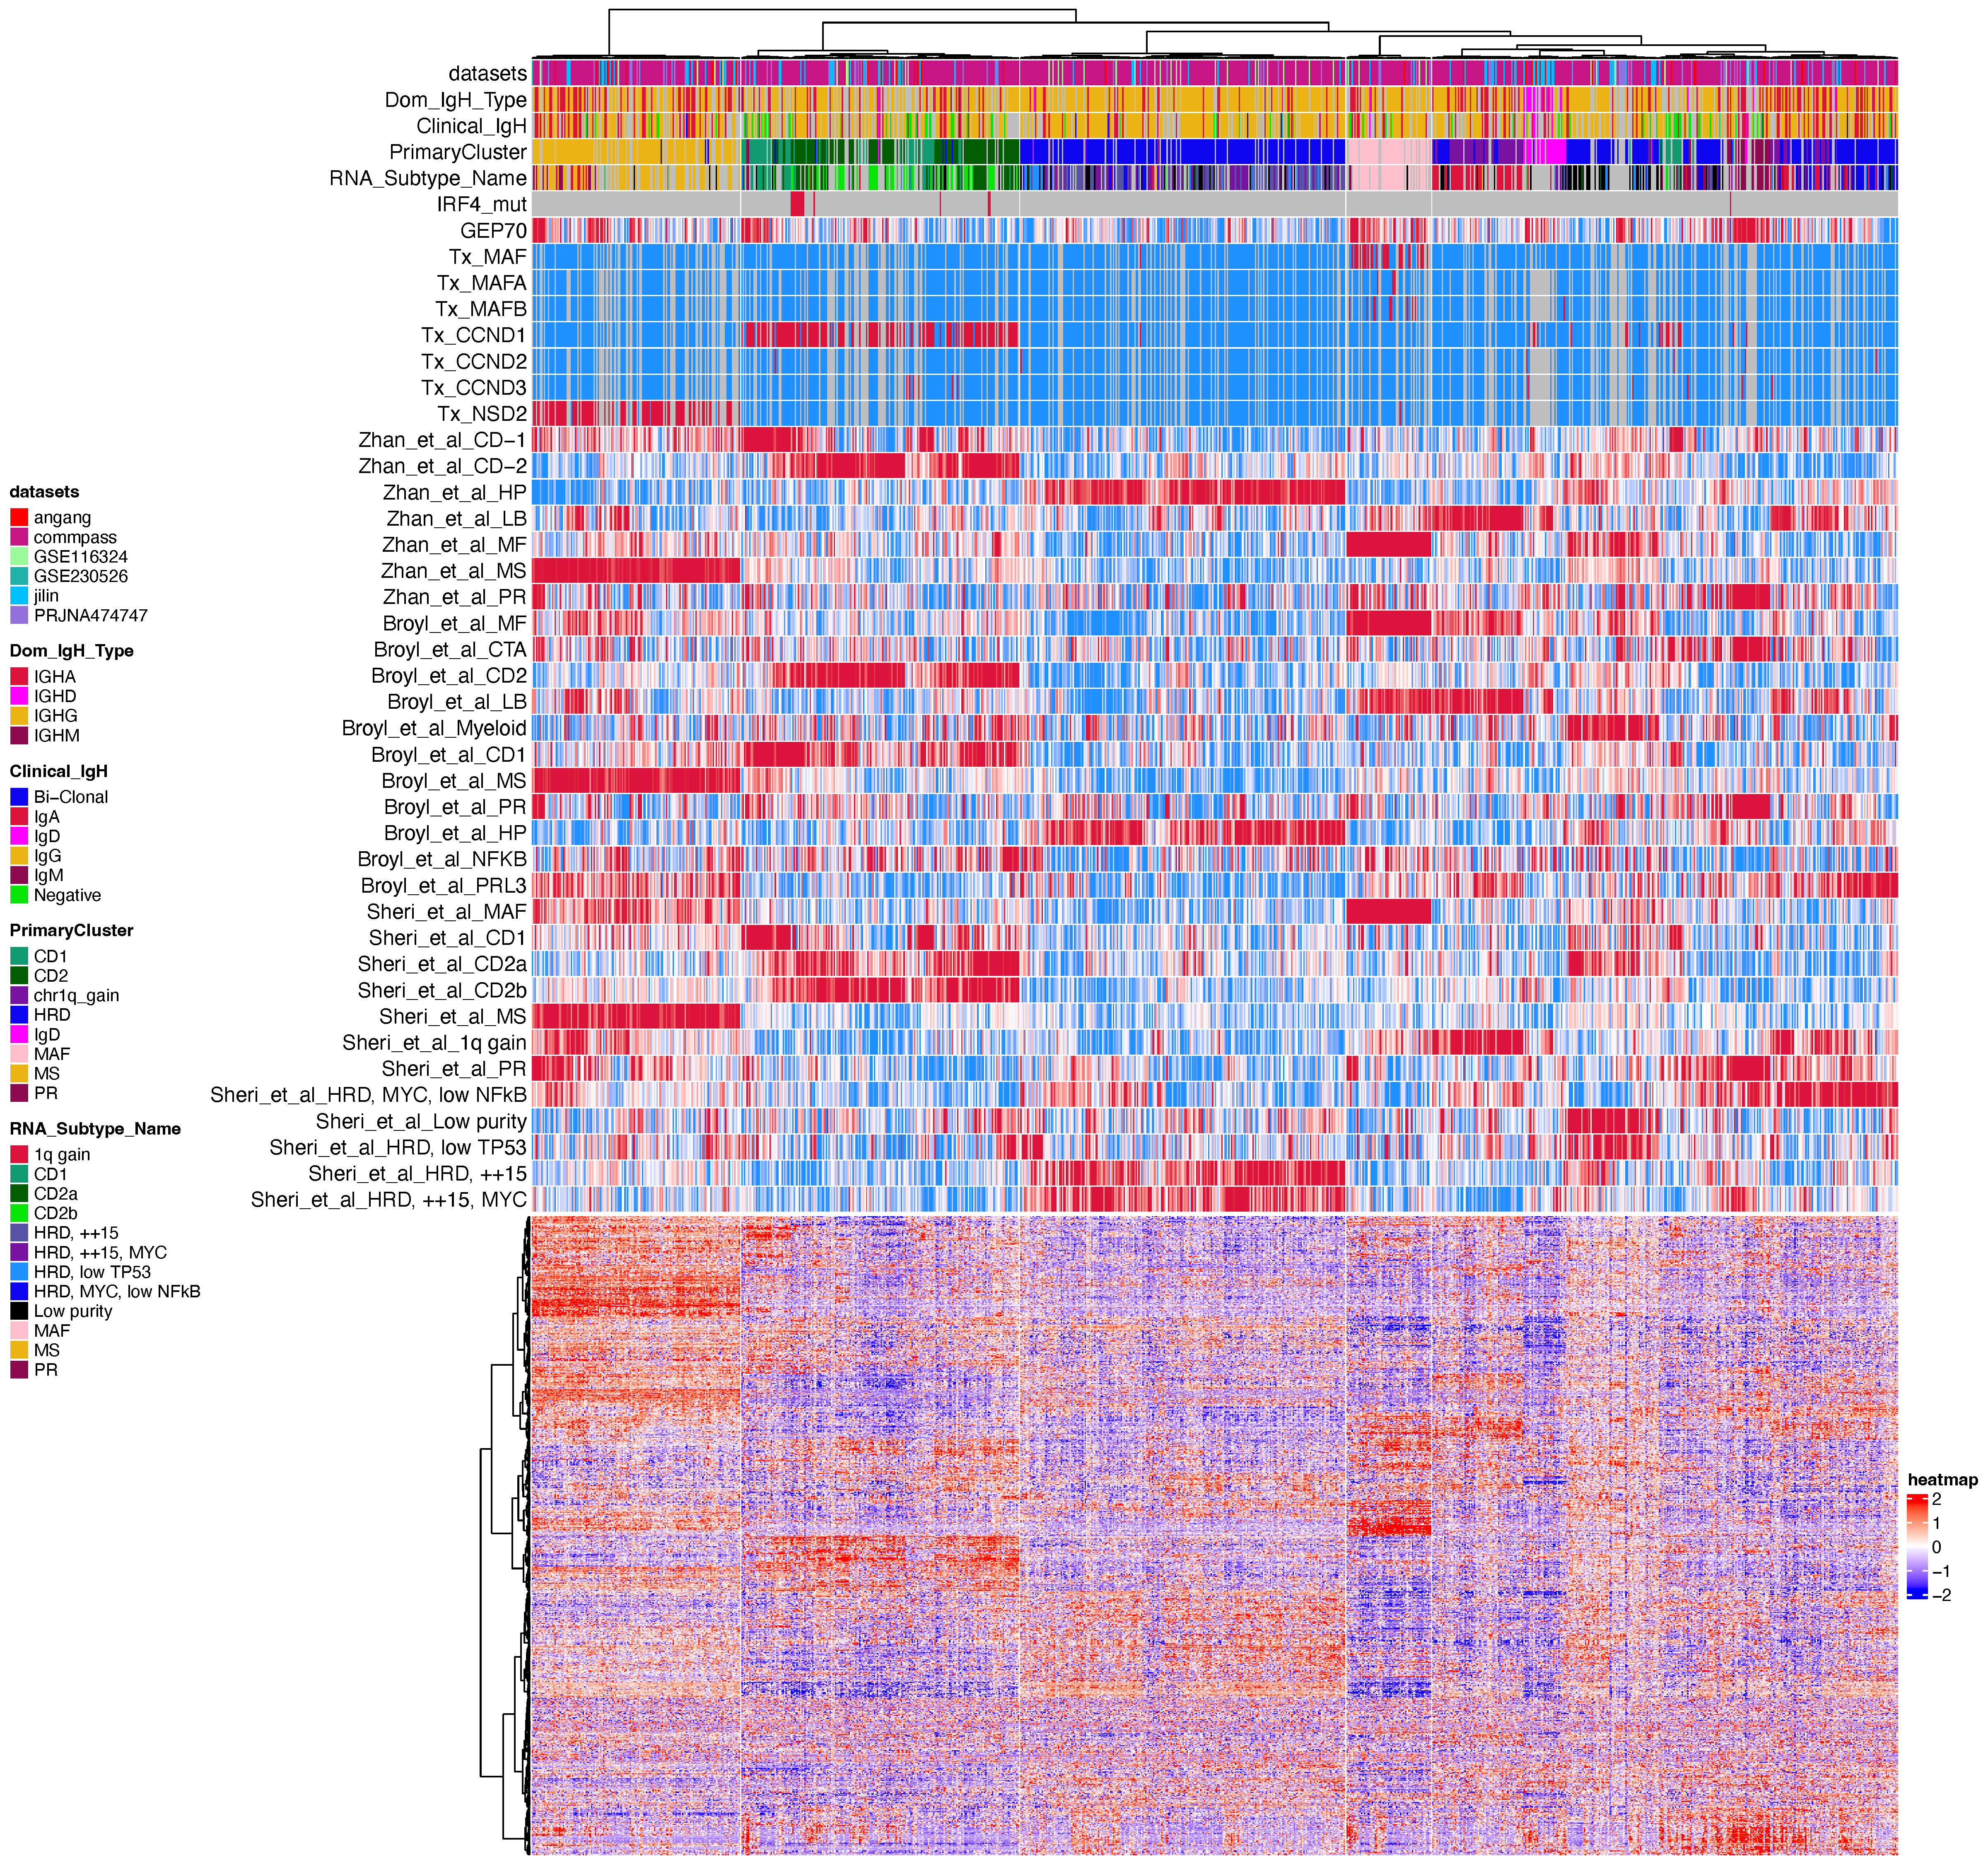 datasets
Dom_IgH_Type
Clinical_IgH
PrimaryCluster
RNA_Subtype_Name
IRF4_mut
GEP70
Tx_MAF
Tx_MAFA
Tx_MAFB
Tx_CCND1
Tx_CCND2
Tx_CCND3
Tx_NSD2
Zhan_et_al_CD−1
Zhan_et_al_CD−2
Zhan_et_al_HP
Zhan_et_al_LB
Zhan_et_al_MF
Zhan_et_al_MS
Zhan_et_al_PR
Broyl_et_al_MF
Broyl_et_al_CTA
Broyl_et_al_CD2
Broyl_et_al_LB
Broyl_et_al_Myeloid
Broyl_et_al_CD1
Broyl_et_al_MS
Broyl_et_al_PR
Broyl_et_al_HP
Broyl_et_al_NFKB
Broyl_et_al_PRL3
Sheri_et_al_MAF
Sheri_et_al_CD1
Sheri_et_al_CD2a
Sheri_et_al_CD2b
Sheri_et_al_MS
Sheri_et_al_1q gain
Sheri_et_al_PR
Sheri_et_al_HRD, MYC, low NFkB
Sheri_et_al_Low purity
Sheri_et_al_HRD, low TP53
Sheri_et_al_HRD, ++15
Sheri_et_al_HRD, ++15, MYC
datasets
angang
commpass
GSE116324
GSE230526
jilin
PRJNA474747
Dom_IgH_Type
IGHA
IGHD
IGHG
IGHM
Clinical_IgH
Bi−Clonal
IgA
IgD
IgG
IgM
Negative
PrimaryCluster
CD1
CD2
chr1q_gain
HRD
IgD
MAF
MS
PR
RNA_Subtype_Name
1q gain
CD1
CD2a
CD2b
HRD, ++15
HRD, ++15, MYC
HRD, low TP53
HRD, MYC, low NFkB
Low purity
MAF
MS
PR
heatmap
2
1
0
−1
−2